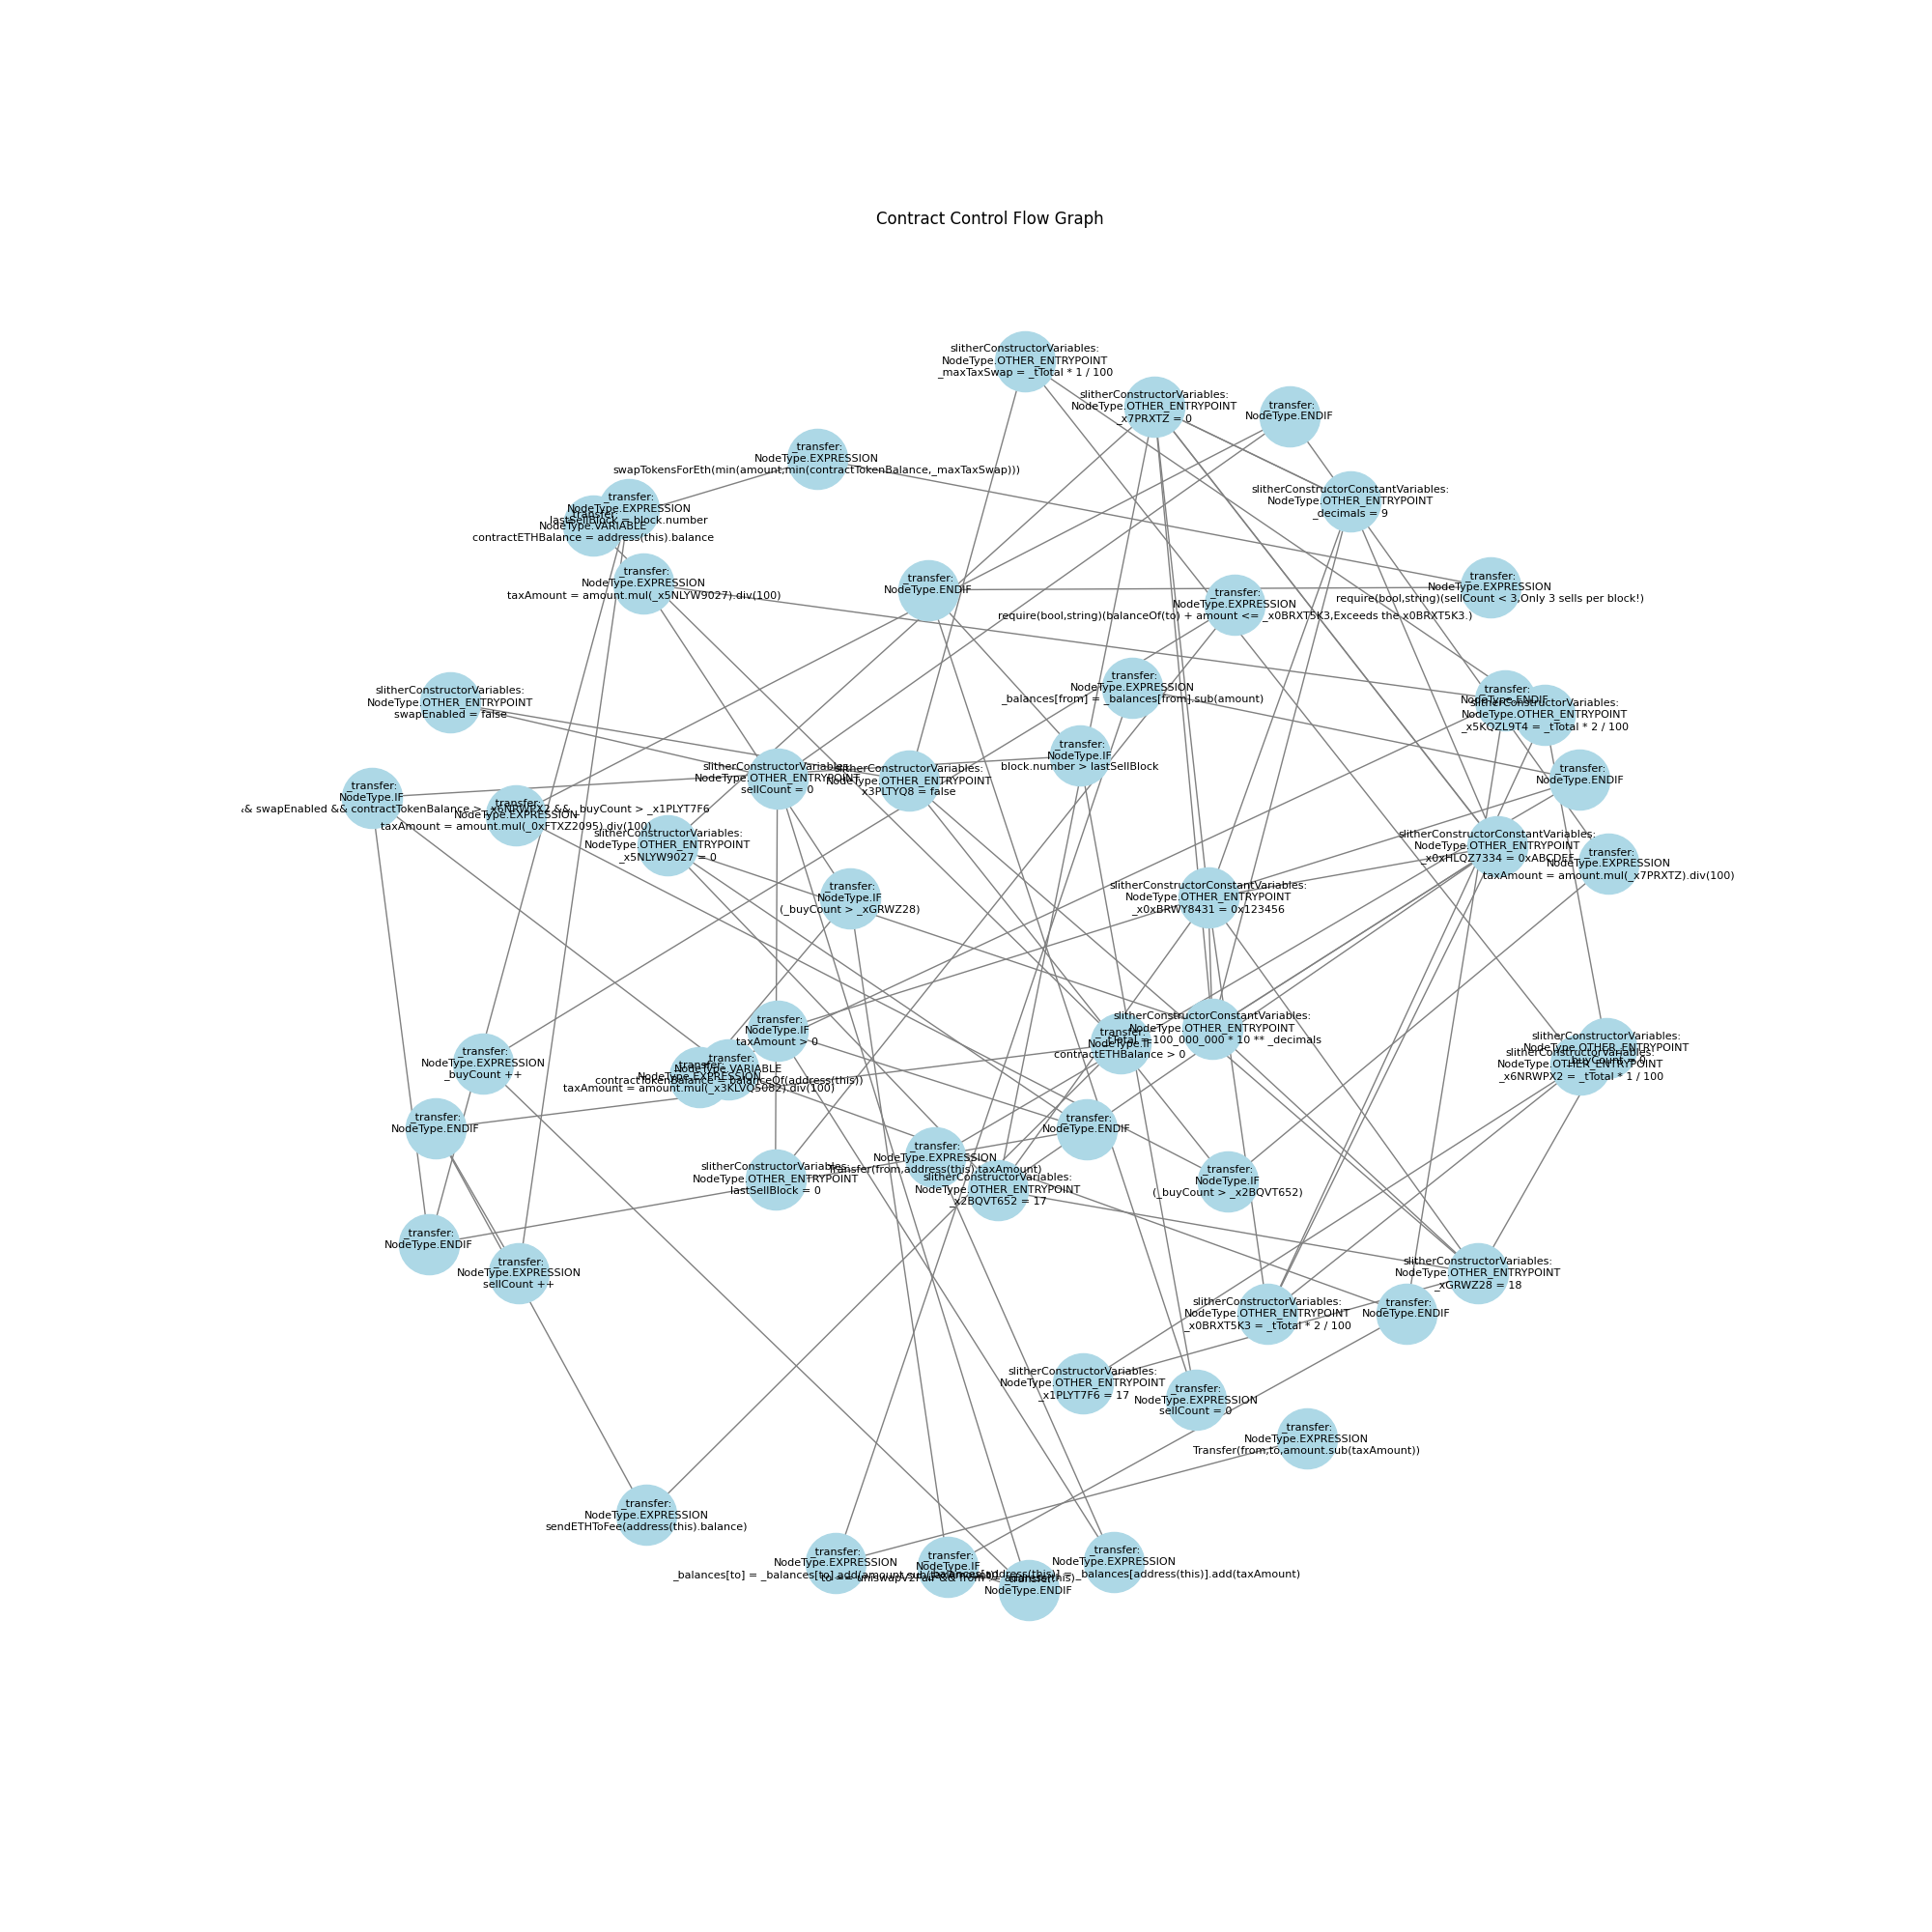 Contract Control Flow Graph
slitherConstructorVariables:
NodeType.OTHER_ENTRYPOINT
_maxTaxSwap = _tTotal * 1 / 100
slitherConstructorVariables:
NodeType.OTHER_ENTRYPOINT
_x7PRXTZ = 0
_transfer:
NodeType.ENDIF
_transfer:
NodeType.EXPRESSION
swapTokensForEth(min(amount,min(contractTokenBalance,_maxTaxSwap)))
slitherConstructorConstantVariables:
NodeType.OTHER_ENTRYPOINT
_decimals = 9
_transfer:
NodeType.EXPRESSION
lastSellBlock = block.number
_transfer:
NodeType.VARIABLE
contractETHBalance = address(this).balance
_transfer:
NodeType.EXPRESSION
taxAmount = amount.mul(_x5NLYW9027).div(100)
_transfer:
NodeType.ENDIF
_transfer:
NodeType.EXPRESSION
require(bool,string)(sellCount < 3,Only 3 sells per block!)
_transfer:
NodeType.EXPRESSION
require(bool,string)(balanceOf(to) + amount <= _x0BRXT5K3,Exceeds the x0BRXT5K3.)
_transfer:
NodeType.EXPRESSION
_balances[from] = _balances[from].sub(amount)
slitherConstructorVariables:
NodeType.OTHER_ENTRYPOINT
swapEnabled = false
_transfer:
NodeType.ENDIF
slitherConstructorVariables:
NodeType.OTHER_ENTRYPOINT
_x5KQZL9T4 = _tTotal * 2 / 100
_transfer:
NodeType.IF
block.number > lastSellBlock
slitherConstructorVariables:
NodeType.OTHER_ENTRYPOINT
sellCount = 0
slitherConstructorVariables:
NodeType.OTHER_ENTRYPOINT
x3PLTYQ8 = false
_transfer:
NodeType.ENDIF
_transfer:
NodeType.IF
& swapEnabled && contractTokenBalance > _x6NRWPX2 && _buyCount > _x1PLYT7F6
_transfer:
NodeType.EXPRESSION
taxAmount = amount.mul(_0xFTXZ2095).div(100)
slitherConstructorVariables:
NodeType.OTHER_ENTRYPOINT
_x5NLYW9027 = 0
slitherConstructorConstantVariables:
NodeType.OTHER_ENTRYPOINT
_x0xHLQZ7334 = 0xABCDEF
_transfer:
NodeType.EXPRESSION
taxAmount = amount.mul(_x7PRXTZ).div(100)
_transfer:
NodeType.IF
(_buyCount > _xGRWZ28)
slitherConstructorConstantVariables:
NodeType.OTHER_ENTRYPOINT
_x0xBRWY8431 = 0x123456
slitherConstructorConstantVariables:
NodeType.OTHER_ENTRYPOINT
_tTotal = 100_000_000 * 10 ** _decimals
_transfer:
NodeType.IF
contractETHBalance > 0
_transfer:
NodeType.IF
taxAmount > 0
slitherConstructorVariables:
NodeType.OTHER_ENTRYPOINT
_buyCount = 0
slitherConstructorVariables:
NodeType.OTHER_ENTRYPOINT
_x6NRWPX2 = _tTotal * 1 / 100
_transfer:
NodeType.EXPRESSION
_buyCount ++
_transfer:
NodeType.VARIABLE
contractTokenBalance = balanceOf(address(this))
_transfer:
NodeType.EXPRESSION
taxAmount = amount.mul(_x3KLVQ5082).div(100)
_transfer:
NodeType.ENDIF
_transfer:
NodeType.ENDIF
_transfer:
NodeType.EXPRESSION
Transfer(from,address(this),taxAmount)
slitherConstructorVariables:
NodeType.OTHER_ENTRYPOINT
lastSellBlock = 0
slitherConstructorVariables:
NodeType.OTHER_ENTRYPOINT
_x2BQVT652 = 17
_transfer:
NodeType.IF
(_buyCount > _x2BQVT652)
_transfer:
NodeType.ENDIF
_transfer:
NodeType.EXPRESSION
sellCount ++
slitherConstructorVariables:
NodeType.OTHER_ENTRYPOINT
_xGRWZ28 = 18
slitherConstructorVariables:
NodeType.OTHER_ENTRYPOINT
_x0BRXT5K3 = _tTotal * 2 / 100
_transfer:
NodeType.ENDIF
slitherConstructorVariables:
NodeType.OTHER_ENTRYPOINT
_x1PLYT7F6 = 17
_transfer:
NodeType.EXPRESSION
sellCount = 0
_transfer:
NodeType.EXPRESSION
Transfer(from,to,amount.sub(taxAmount))
_transfer:
NodeType.EXPRESSION
sendETHToFee(address(this).balance)
_transfer:
NodeType.EXPRESSION
_balances[to] = _balances[to].add(amount.sub(
_transfer:
NodeType.IF
to == uniswapV2Pair && from != address(this)
_transfer:
NodeType.EXPRESSION
_balances[address(this)] = _balances[address(this)].add(taxAmount)
_transfer:
NodeType.ENDIF